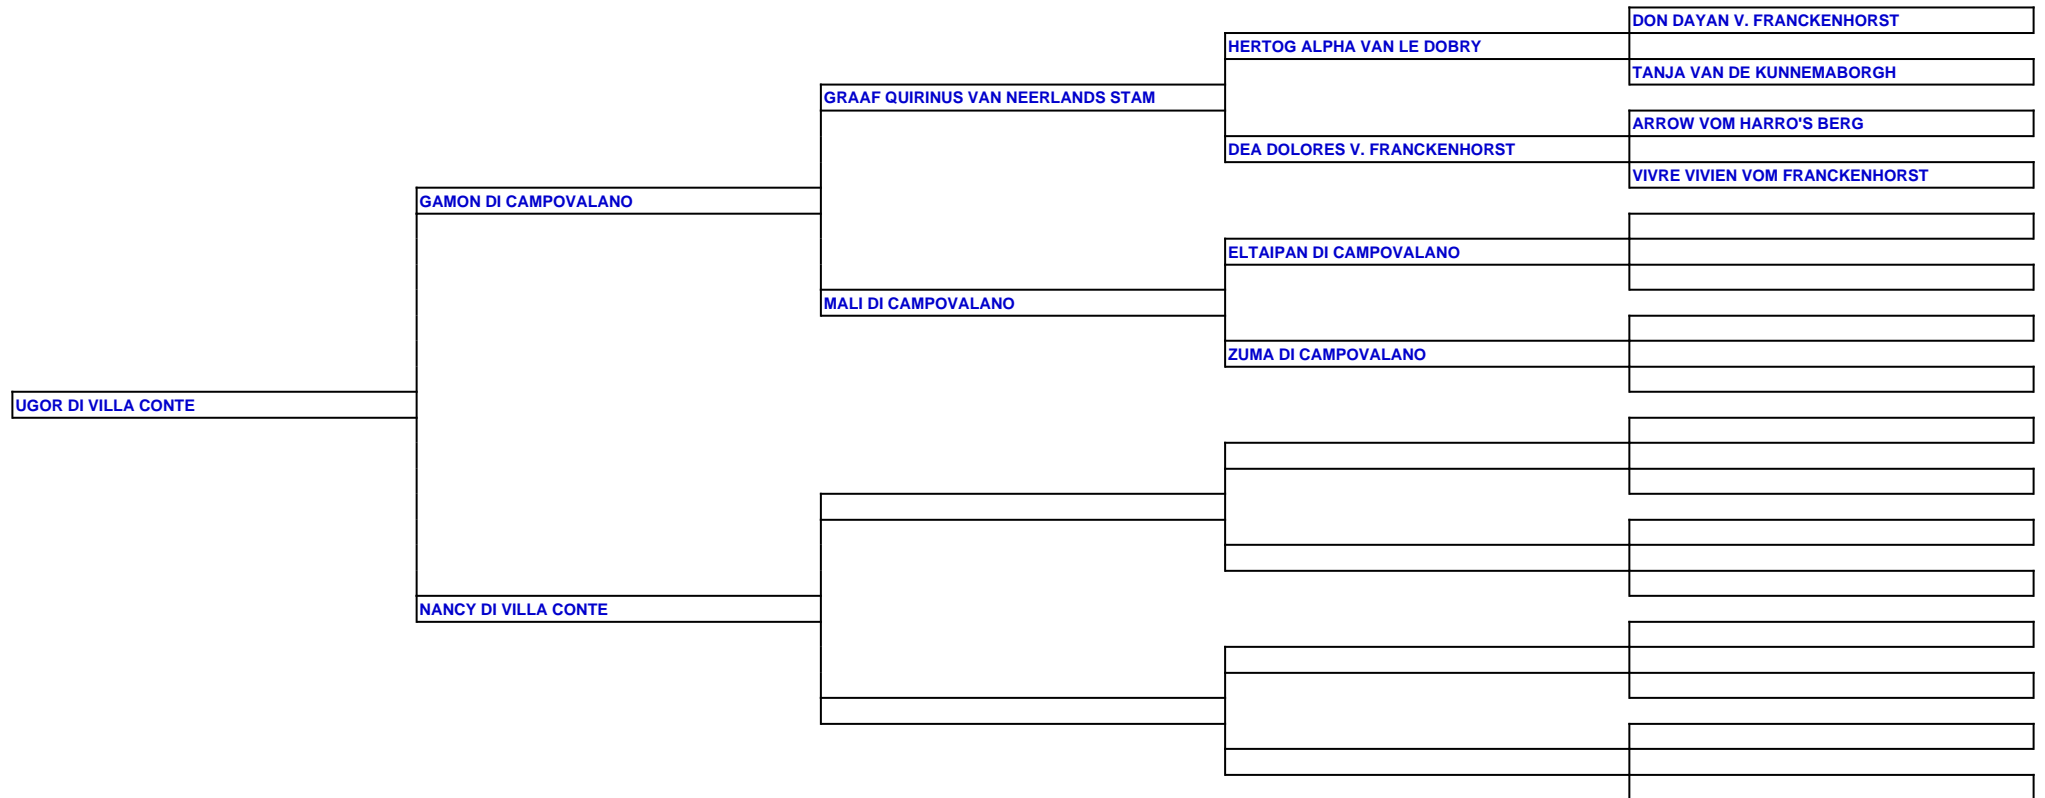 DON DAYAN V. FRANCKENHORST
HERTOG ALPHA VAN LE DOBRY
TANJA VAN DE KUNNEMABORGH
GRAAF QUIRINUS VAN NEERLANDS STAM
ARROW VOM HARRO'S BERG
DEA DOLORES V. FRANCKENHORST
VIVRE VIVIEN VOM FRANCKENHORST
GAMON DI CAMPOVALANO
ELTAIPAN DI CAMPOVALANO
MALI DI CAMPOVALANO
ZUMA DI CAMPOVALANO
UGOR DI VILLA CONTE
NANCY DI VILLA CONTE